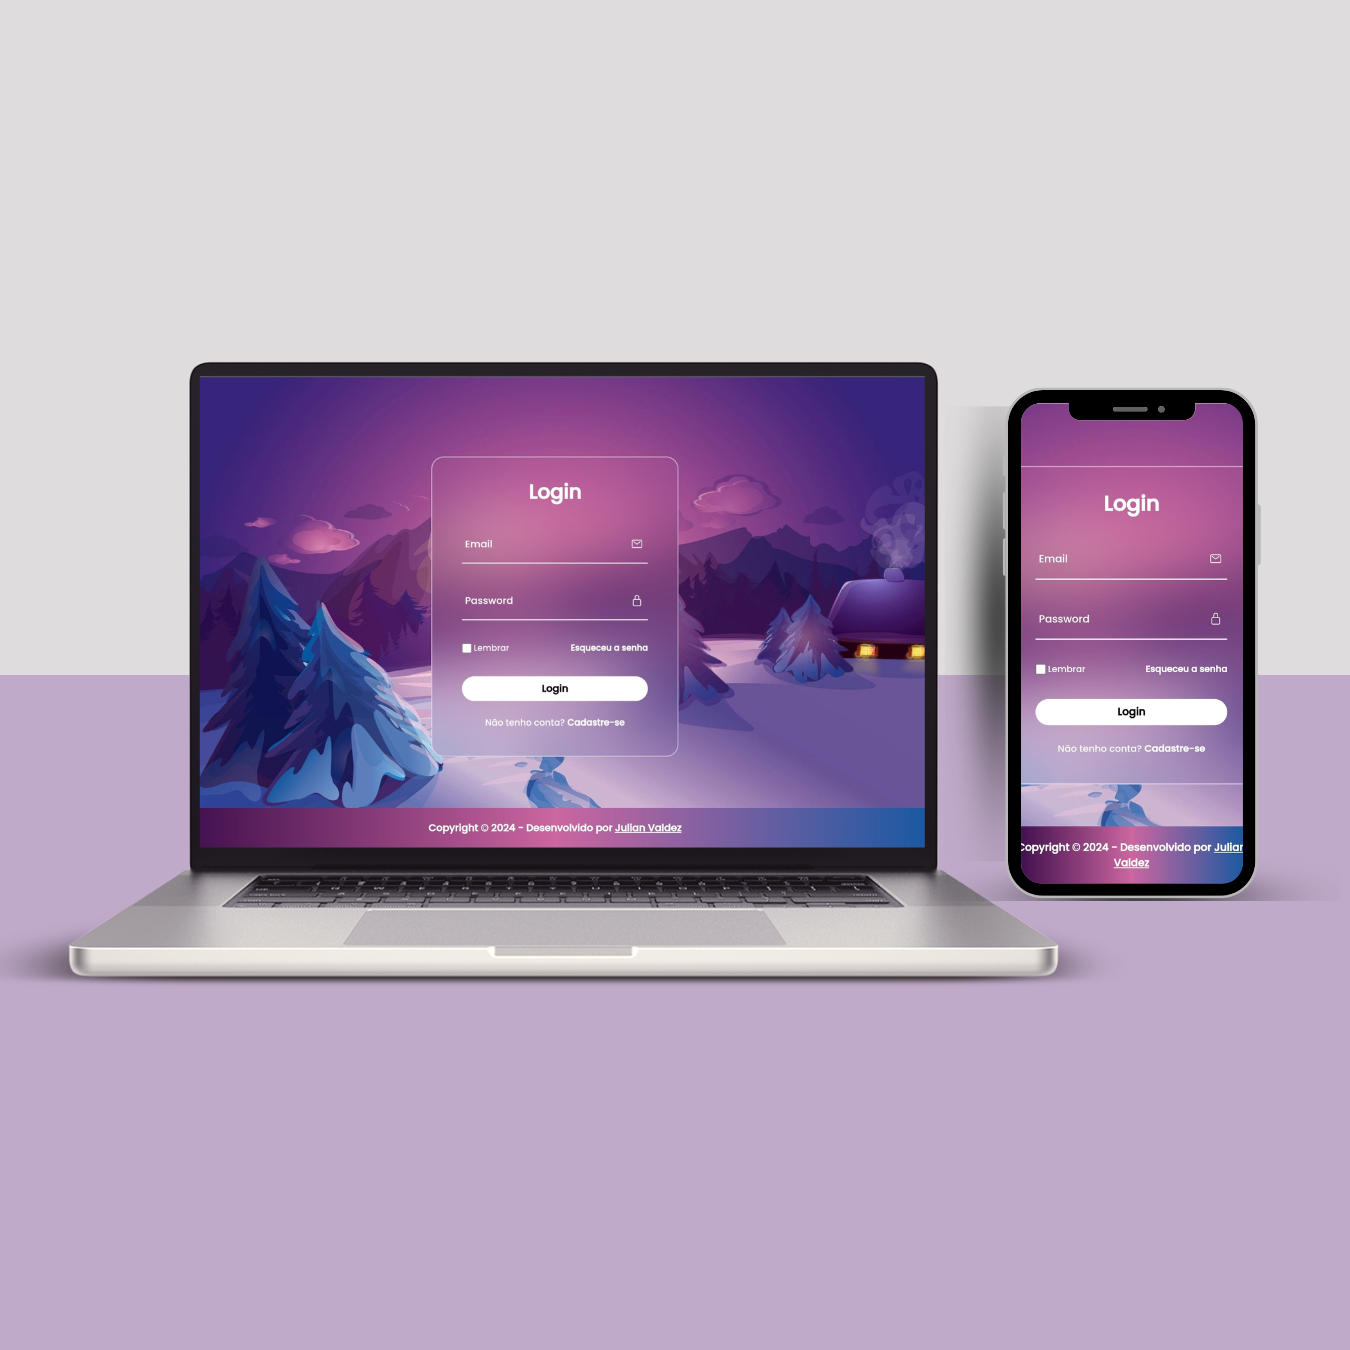 Login
Email
Password
Lembrar Esqueceu a senha
Login
Não tenho conta? Cadastre-se
Copyright © 2024 - Desenvolvido por Julian Valdez
Login
Email
Password
Lembrar Esqueceu a senha
Login
Não tenho conta? Cadastre-se
Copyright © 2024 - Desenvolvido por Julian
Valdez